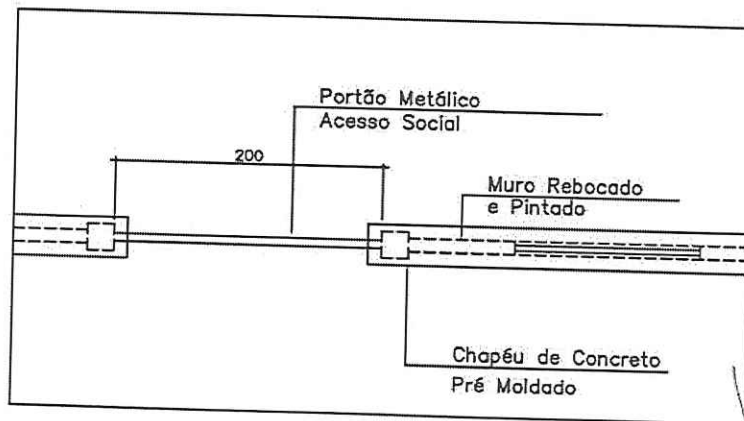 Portão Metálico
Acesso Social
200
Muro Rebocado
e Pintado
Chapéu de Concreto
Pré Moldado